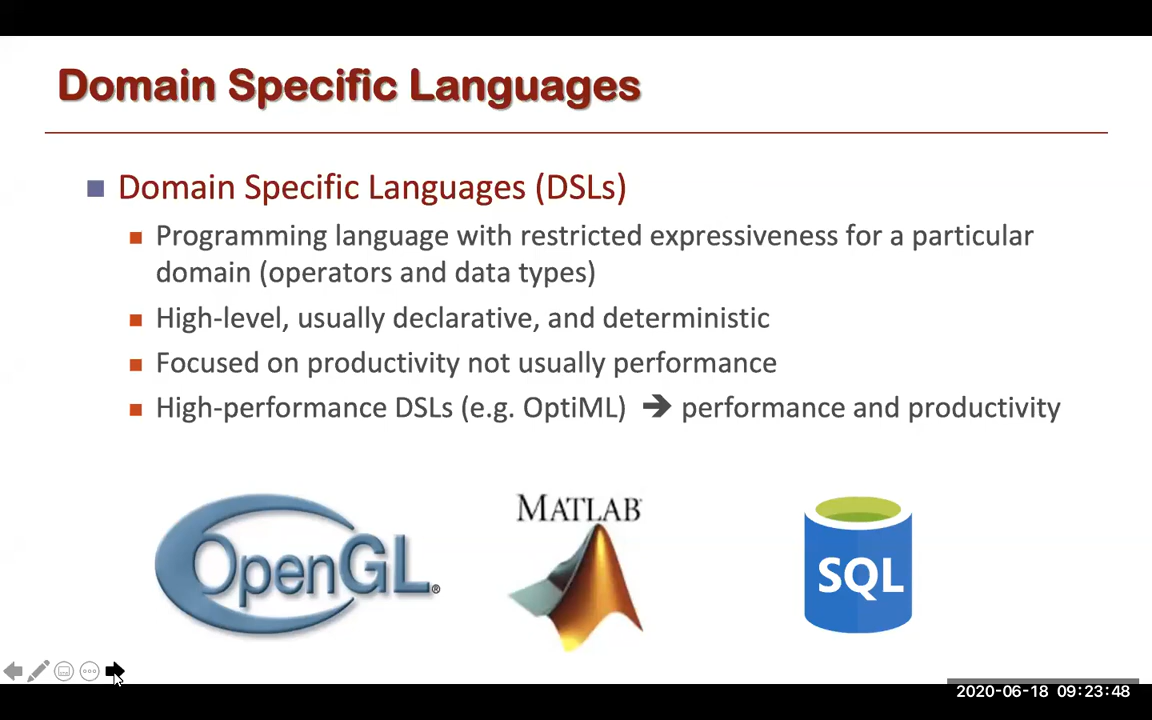 Domain Specific Languages
Domain Specific Languages (DSLs)
Programming language with restricted expressiveness for a particular
domain (operators and data types)
High-level, usually declarative, and deterministic
Focused on productivity not usually performance
High-performance DSLs (e.g. OptiML) ➔ performance and productivity
OpenGL®
MATLAB®
SQL
2020-06-18 09:23:48